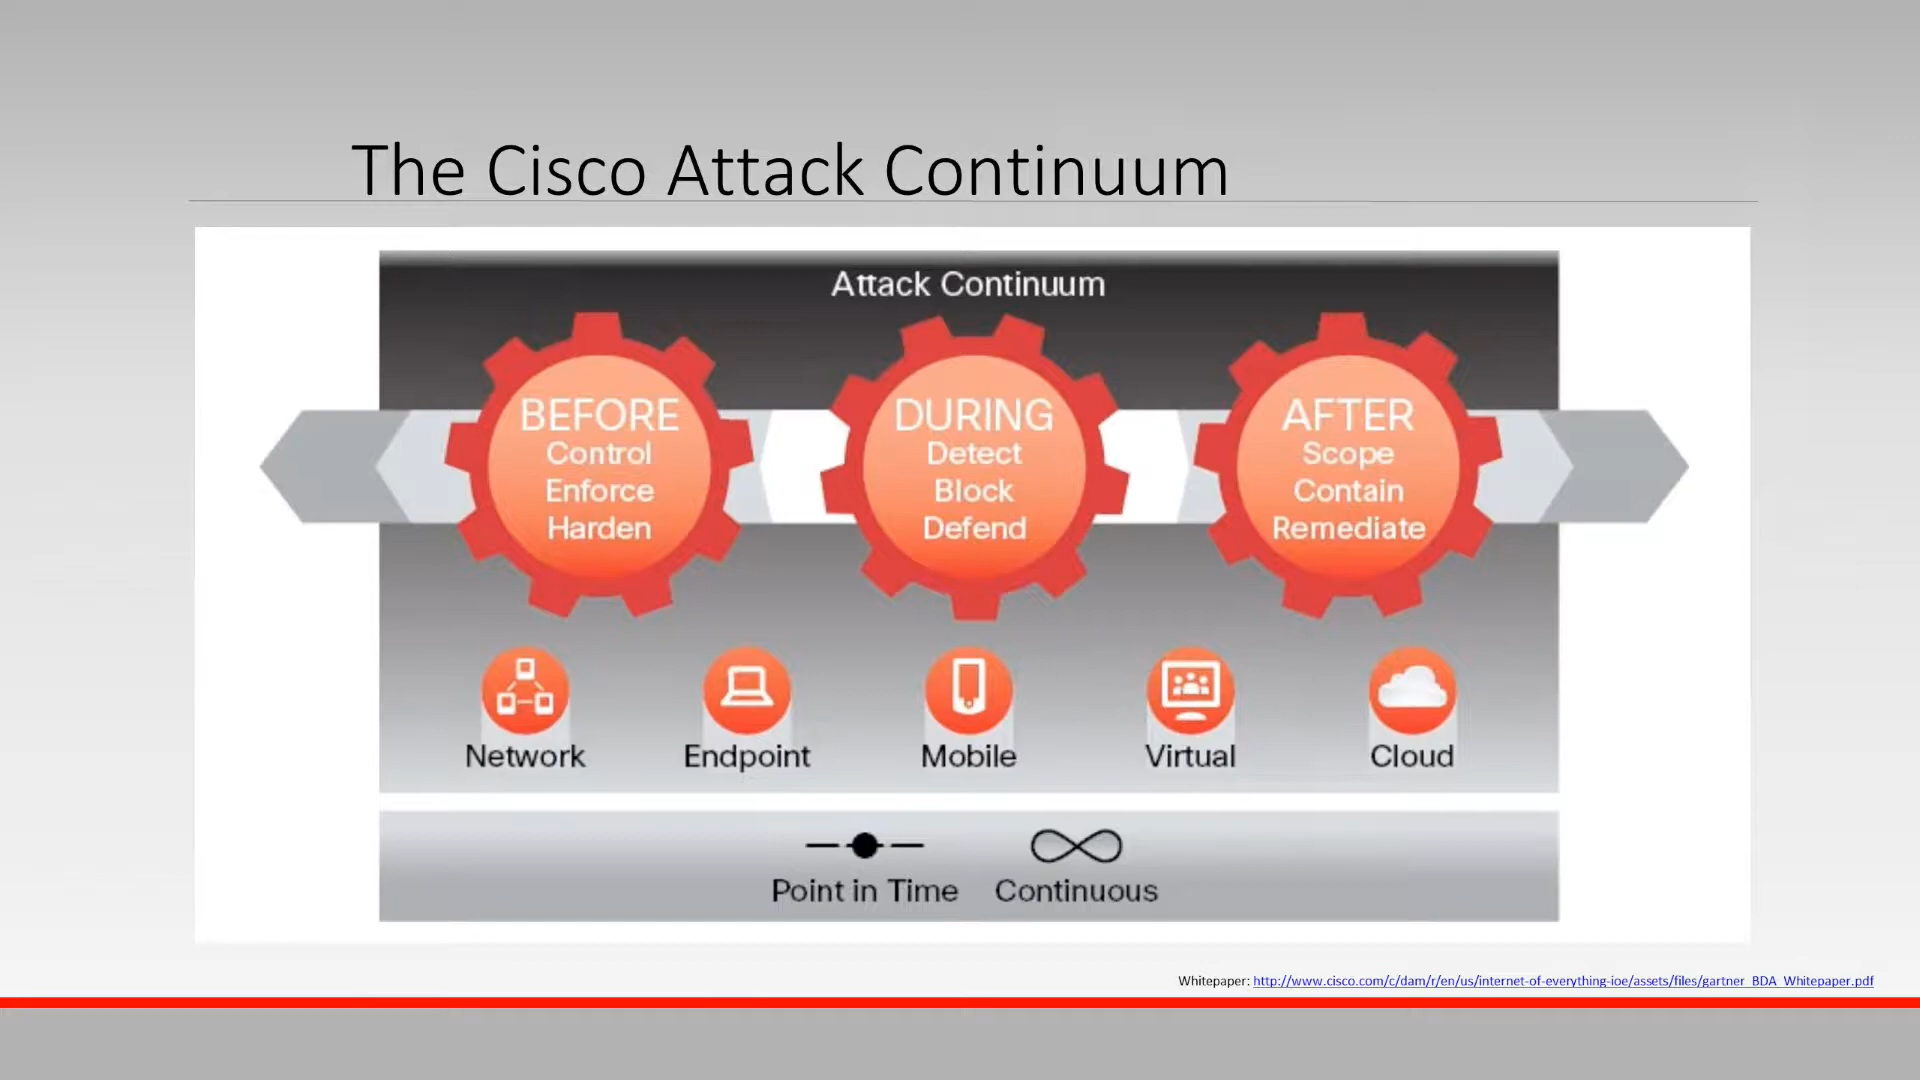 The Cisco Attack Continuum
Attack Continuum
BEFORE
Control
Enforce
Harden
DURING
Detect
Block
Defend
AFTER
Scope
Contain
Remediate
Network
Endpoint
Mobile
Virtual
Cloud
Point in Time
Continuous
Whitepaper: http://www.cisco.com/c/dam/r/en/us/internet-of-everything-ioe/assets/files/gartner_BDA_Whitepaper.pdf